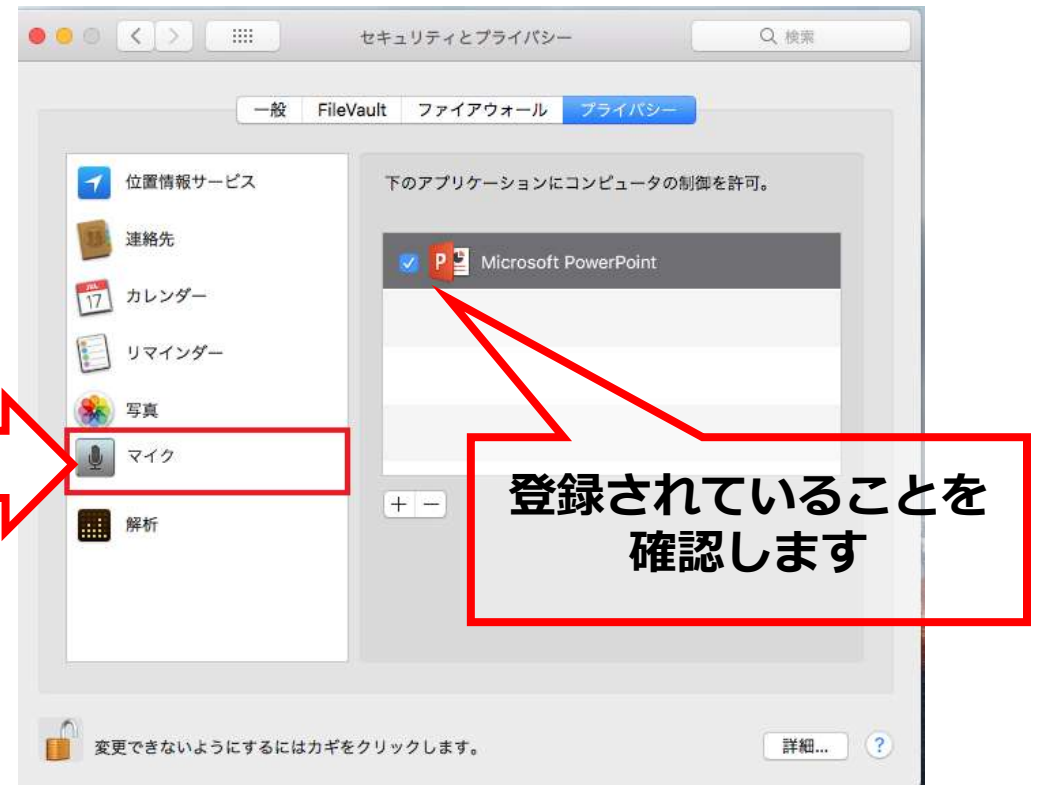 セキュリティとプライバシー
検索
一般 FileVault ファイアウォール プライバシー
位置情報サービス
連絡先
JUL 17
カレンダー
リマインダー
写真
マイク
解析
下のアプリケーションにコンピュータの制御を許可。
Microsoft PowerPoint
+ −
登録されていることを
確認します
変更できないようにするにはカギをクリックします。
詳細... ?